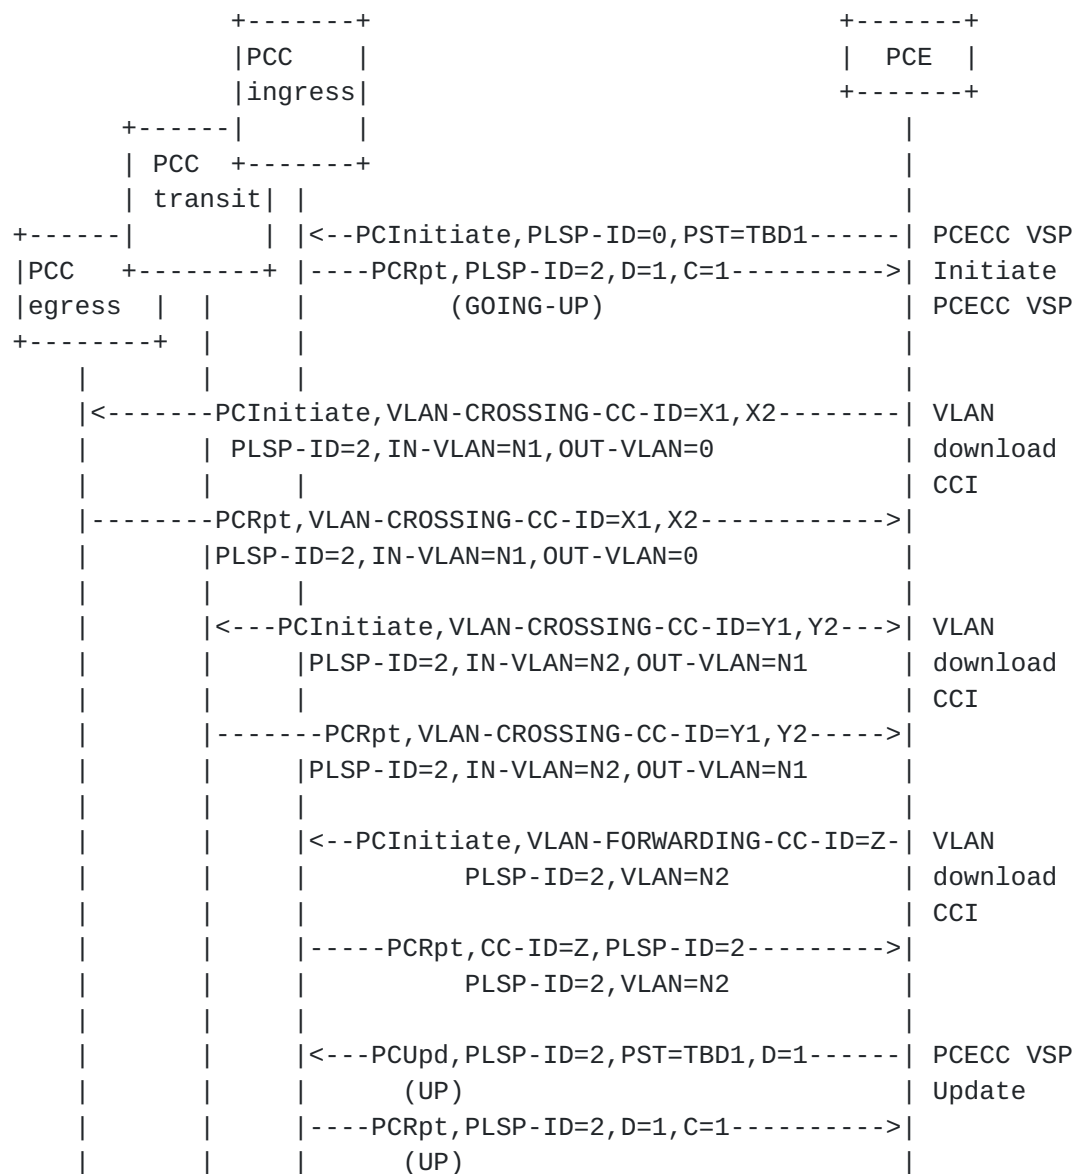 +-------+                              +-------+
              |PCC    |                              |  PCE  |
              |ingress|                              +-------+
       +------|       |                                  |
       | PCC  +-------+                                  |
       | transit| |                                      |
+------|        | |<--PCInitiate,PLSP-ID=0,PST=TBD1------| PCECC VSP
|PCC   +--------+ |----PCRpt,PLSP-ID=2,D=1,C=1---------->| Initiate
|egress  | |      |         (GOING-UP)                   | PCECC VSP
+--------+ |      |                                      |
    |      |      |                                      |
    |<-------PCInitiate,VLAN-CROSSING-CC-ID=X1,X2--------| VLAN
    |      | PLSP-ID=2,IN-VLAN=N1,OUT-VLAN=0             | download
    |      |      |                                      | CCI
    |--------PCRpt,VLAN-CROSSING-CC-ID=X1,X2------------>|
    |      |PLSP-ID=2,IN-VLAN=N1,OUT-VLAN=0              |
    |      |      |                                      |
    |      |<---PCInitiate,VLAN-CROSSING-CC-ID=Y1,Y2--->| VLAN
    |      |      |PLSP-ID=2,IN-VLAN=N2,OUT-VLAN=N1      | download
    |      |      |                                      | CCI
    |      |-------PCRpt,VLAN-CROSSING-CC-ID=Y1,Y2----->|
    |      |      |PLSP-ID=2,IN-VLAN=N2,OUT-VLAN=N1      |
    |      |      |                                      |
    |      |      |<--PCInitiate,VLAN-FORWARDING-CC-ID=Z-| VLAN
    |      |      |          PLSP-ID=2,VLAN=N2           | download
    |      |      |                                      | CCI
    |      |      |-----PCRpt,CC-ID=Z,PLSP-ID=2--------->|
    |      |      |          PLSP-ID=2,VLAN=N2           |
    |      |      |                                      |
    |      |      |<---PCUpd,PLSP-ID=2,PST=TBD1,D=1------| PCECC VSP
    |      |      |      (UP)                            | Update
    |      |      |----PCRpt,PLSP-ID=2,D=1,C=1---------->|
    |      |      |      (UP)                            |